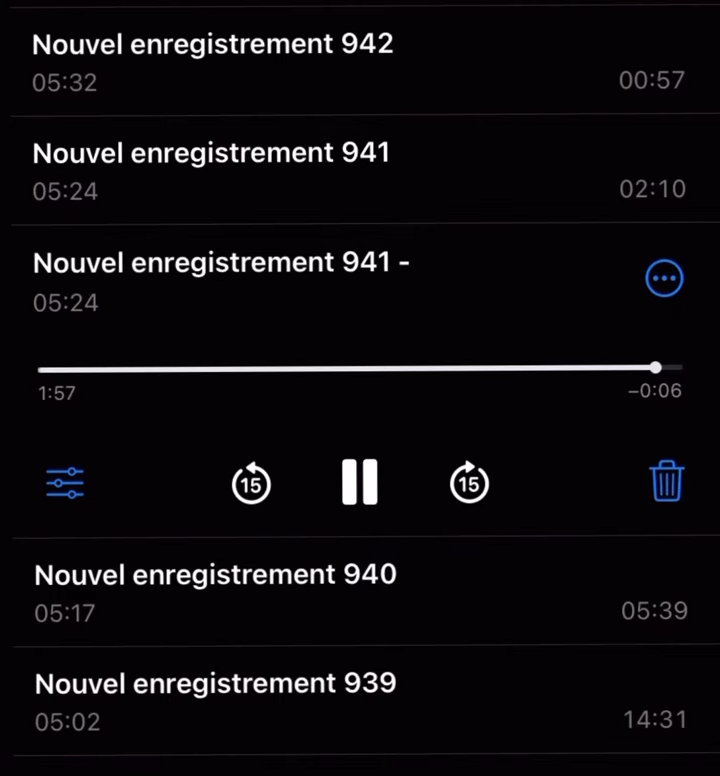 Nouvel enregistrement 942
05:32 00:57
Nouvel enregistrement 941
05:24 02:10
Nouvel enregistrement 941 -
05:24
1:57 −0:06
15 15
Nouvel enregistrement 940
05:17 05:39
Nouvel enregistrement 939
05:02 14:31